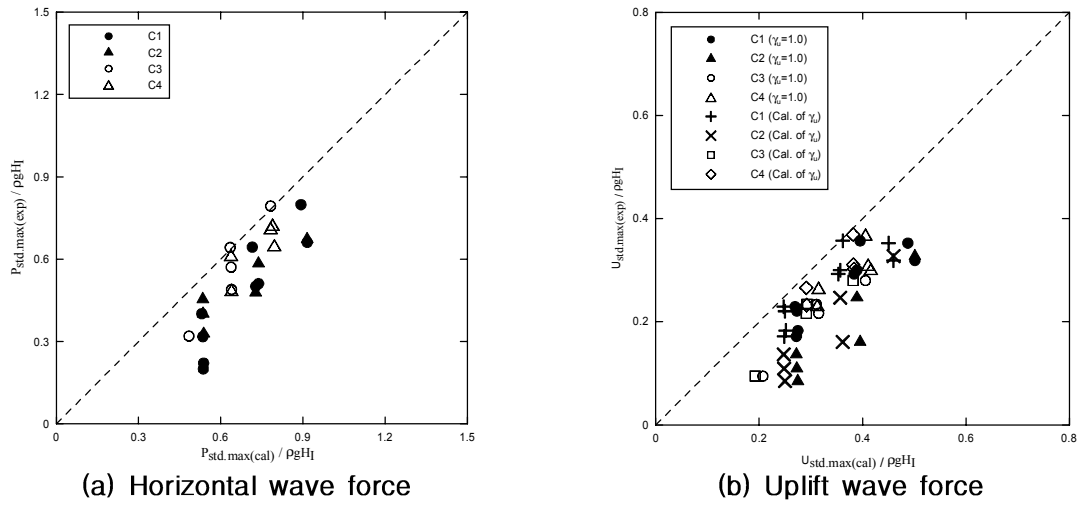 1.5
1.2
0.9
0.6
0.3
0
0 0.3 0.6 0.9 1.2 1.5
C1
C2
C3
C4
Pstd.max(exp) / ρgHI
Pstd.max(cal) / ρgHI
(a) Horizontal wave force
0.8
0.6
0.4
0.2
0
0 0.2 0.4 0.6 0.8
C1 (γu=1.0)
C2 (γu=1.0)
C3 (γu=1.0)
C4 (γu=1.0)
C1 (Cal. of γu)
C2 (Cal. of γu)
C3 (Cal. of γu)
C4 (Cal. of γu)
Ustd.max(exp) / ρgHI
Ustd.max(cal) / ρgHI
(b) Uplift wave force